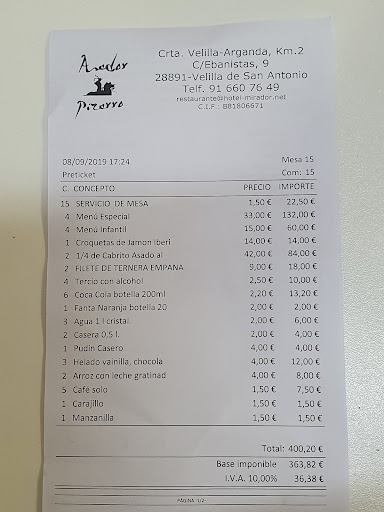 Asador
Pizarro
Crta. Velilla-Arganda, Km.2
C/Ebanistas, 9
28891-Velilla de San Antonio
Telf. 91 660 76 49
restaurante@hotel-mirador.net
C.I.F.: B81806671
08/09/2019 17:24 Mesa 15
Preticket Com: 15
C. CONCEPTO PRECIO IMPORTE
15 SERVICIO DE MESA 1,50 € 22,50 €
4 Menú Especial 33,00 € 132,00 €
4 Menú Infantil 15,00 € 60,00 €
1 Croquetas de Jamon iberi 14,00 € 14,00 €
2 1/4 de Cabrito Asado al 42,00 € 84,00 €
2 FILETE DE TERNERA EMPANA 9,00 € 18,00 €
4 Tercio con alcohol 2,50 € 10,00 €
6 Coca Cola botella 200ml 2,20 € 13,20 €
1 Fanta Naranja botella 20 2,00 € 2,00 €
3 Agua 1 l cristal. 2,00 € 6,00 €
2 Casera 0,5 l. 2,00 € 4,00 €
1 Pudin Casero 4,00 € 4,00 €
3 Helado vainilla, chocola 4,00 € 12,00 €
2 Arroz con leche gratinad 4,00 € 8,00 €
5 Café solo 1,50 € 7,50 €
1 Carajillo 1,50 € 1,50 €
1 Manzanilla 1,50 € 1,50 €
Total: 400,20 €
Base imponible 363,82 €
I.V.A. 10,00% 36,38 €
PÁGINA 1/2